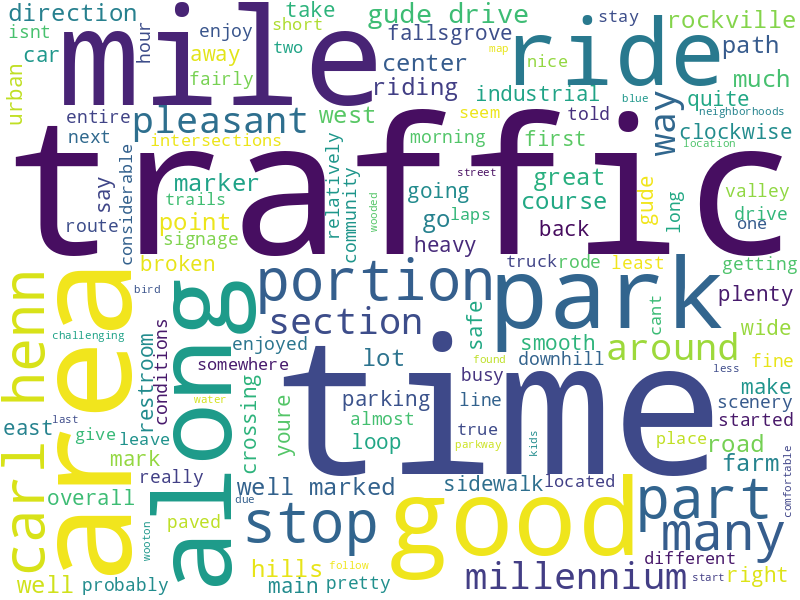 direction
take
gude drive
stay
rockville
isnt
mile
hour
enjoy
short
two
fallsgrove
ride
path
car
away
map
nice
center
urban
fairly
riding
industrial
much
blue
quite
entire
pleasant
west
seem
told
way
neighborhoods
next
intersections
morning
first
clockwise
location
traffic
say
considerable
marker
relatively
community
wooded
street
great
gude
long
valley
trails
going
course
drive
route
point
go
laps
back
one
signage
heavy
broken
portion
truck
rode
least
getting
area
along
bird
section
park
plenty
carl henn
challenging
conditions
enjoyed
safe
smooth
cant
around
wide
restroom
somewhere
lot
time
downhill
fine
found
busy
less
make
water
crossing
youre
parking
line
scenery
east
last
give
leave
almost
true
started
loop
kids
place
road
mark
parkway
really
good
farm
overall
due
well marked
sidewalk
located
part
comfortable
paved
stop
many
wooton
different
well
probably
hills
follow
main
pretty
millennium
start
right